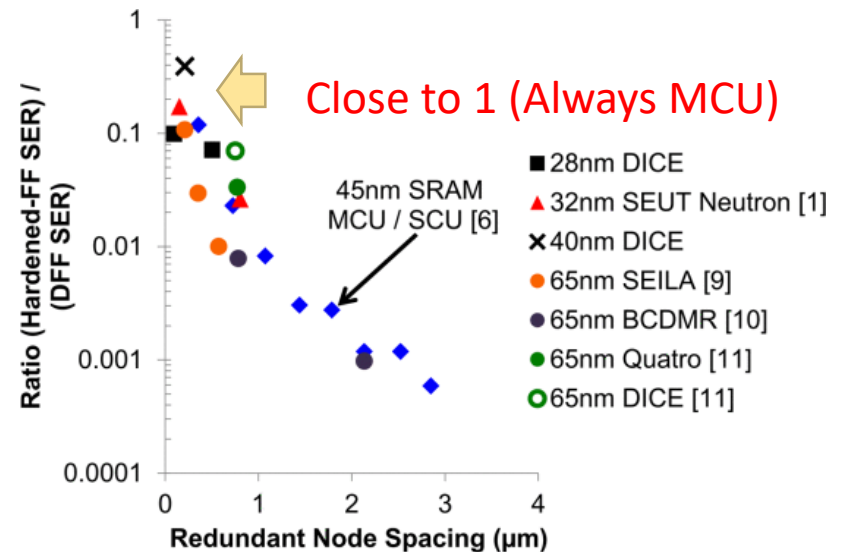 Ratio (Hardened-FF SER) /
(DFF SER)
1
0.1
0.01
0.001
0.0001
Close to 1 (Always MCU)
45nm SRAM
MCU / SCU [6]
28nm DICE
32nm SEUT Neutron [1]
40nm DICE
65nm SEILA [9]
65nm BCDMR [10]
65nm Quatro [11]
65nm DICE [11]
0 1 2 3 4
Redundant Node Spacing (µm)